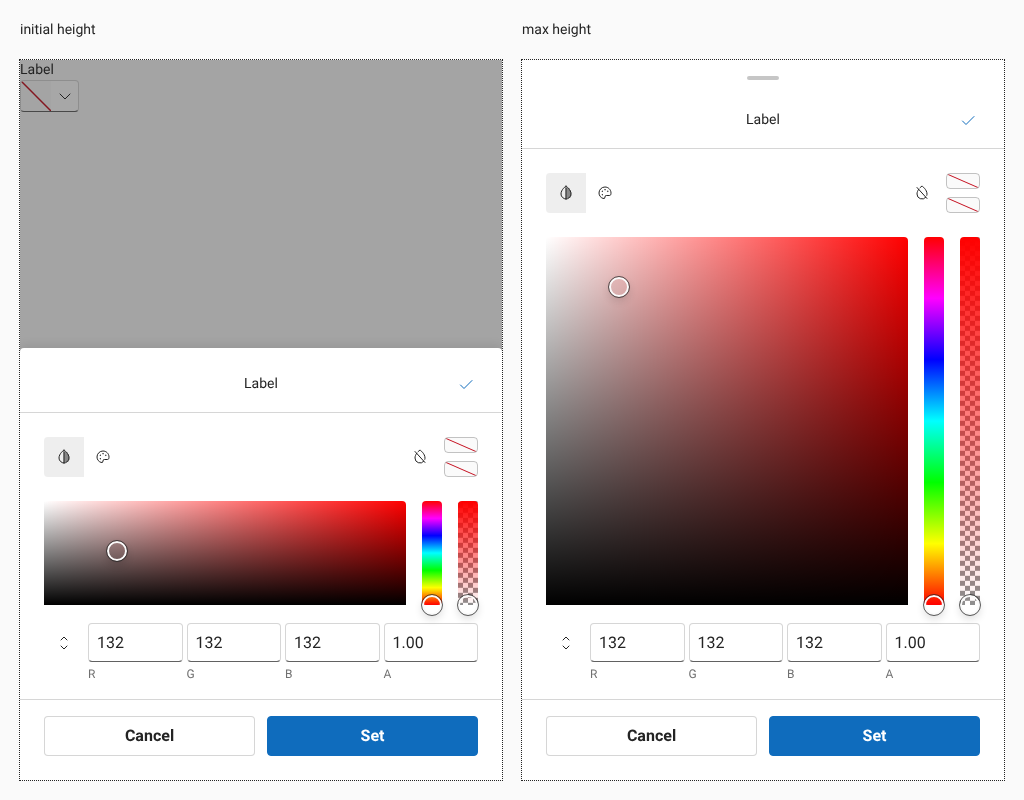 initial height
Label
Label
132
132
132
1.00
R
G
B
A
Cancel
Set
max height
Label
132
132
132
1.00
R
G
B
A
Cancel
Set